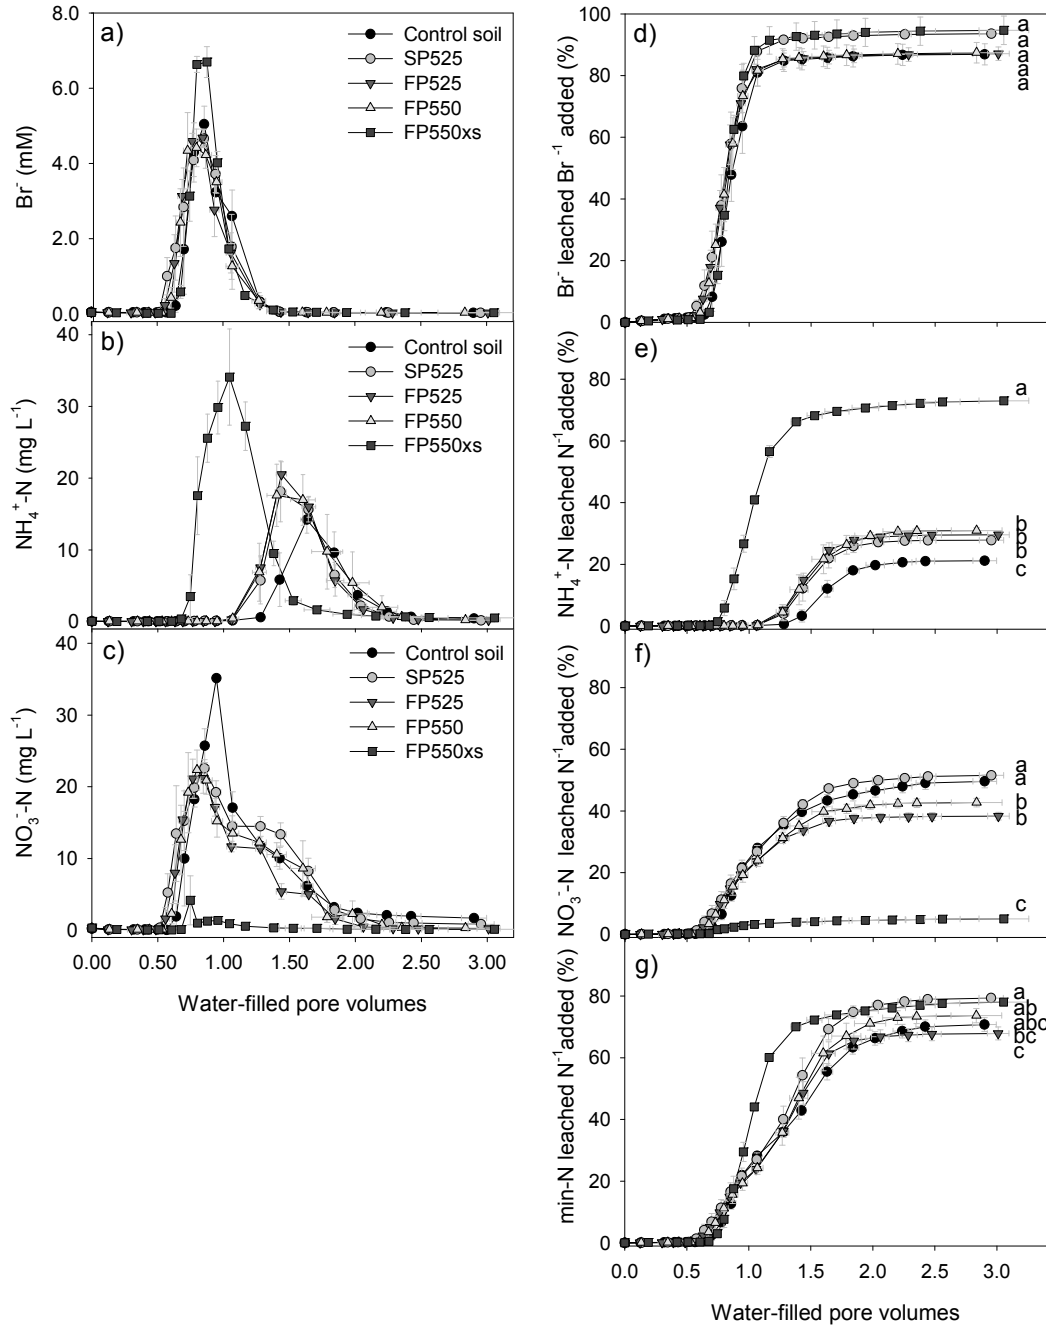 a)
Br- (mM)
8.0
6.0
4.0
2.0
0.0
Control soil
SP525
FP525
FP550
FP550xs
b)
NH4+-N (mg L-1)
40
30
20
10
0
Control soil
SP525
FP525
FP550
FP550xs
c)
NO3--N (mg L-1)
40
30
20
10
0
Control soil
SP525
FP525
FP550
FP550xs
0.00 0.50 1.00 1.50 2.00 2.50 3.00
Water-filled pore volumes
d)
Br- leached Br-1 added (%)
100
80
60
40
20
0
a
a
a
a
a
e)
NH4+-N leached N-1added (%)
80
60
40
20
0
a
b
b
b
c
f)
NO3--N leached N-1added (%)
80
60
40
20
0
a
a
b
b
c
g)
min-N leached N-1added (%)
80
60
40
20
0
a
ab
abc
bc
c
0.0 0.5 1.0 1.5 2.0 2.5 3.0
Water-filled pore volumes